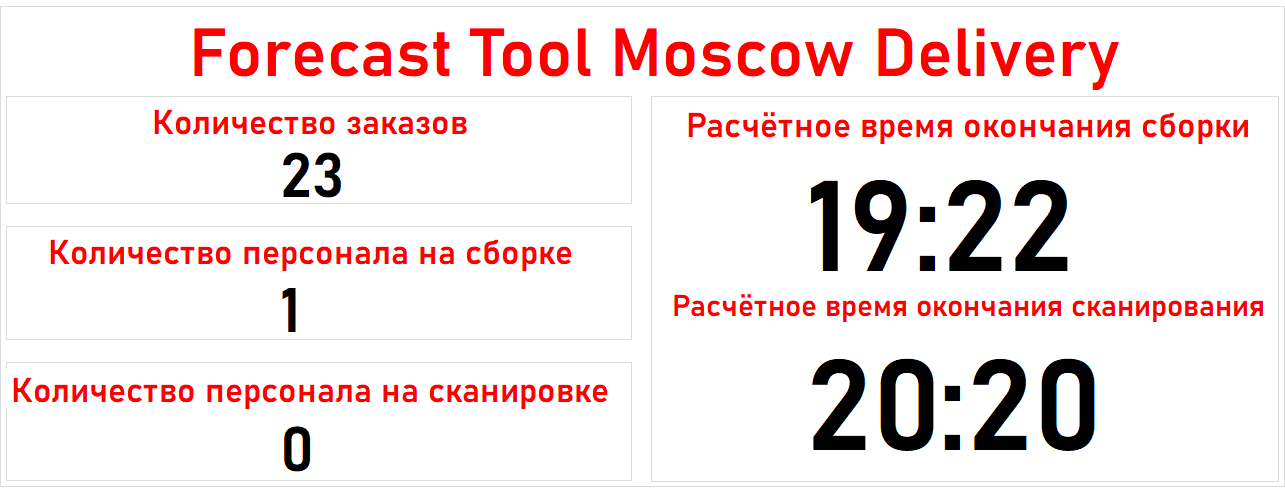 Forecast Tool Moscow Delivery
Количество заказов
23
Количество персонала на сборке
1
Количество персонала на сканировке
0
Расчётное время окончания сборки
19:22
Расчётное время окончания сканирования
20:20